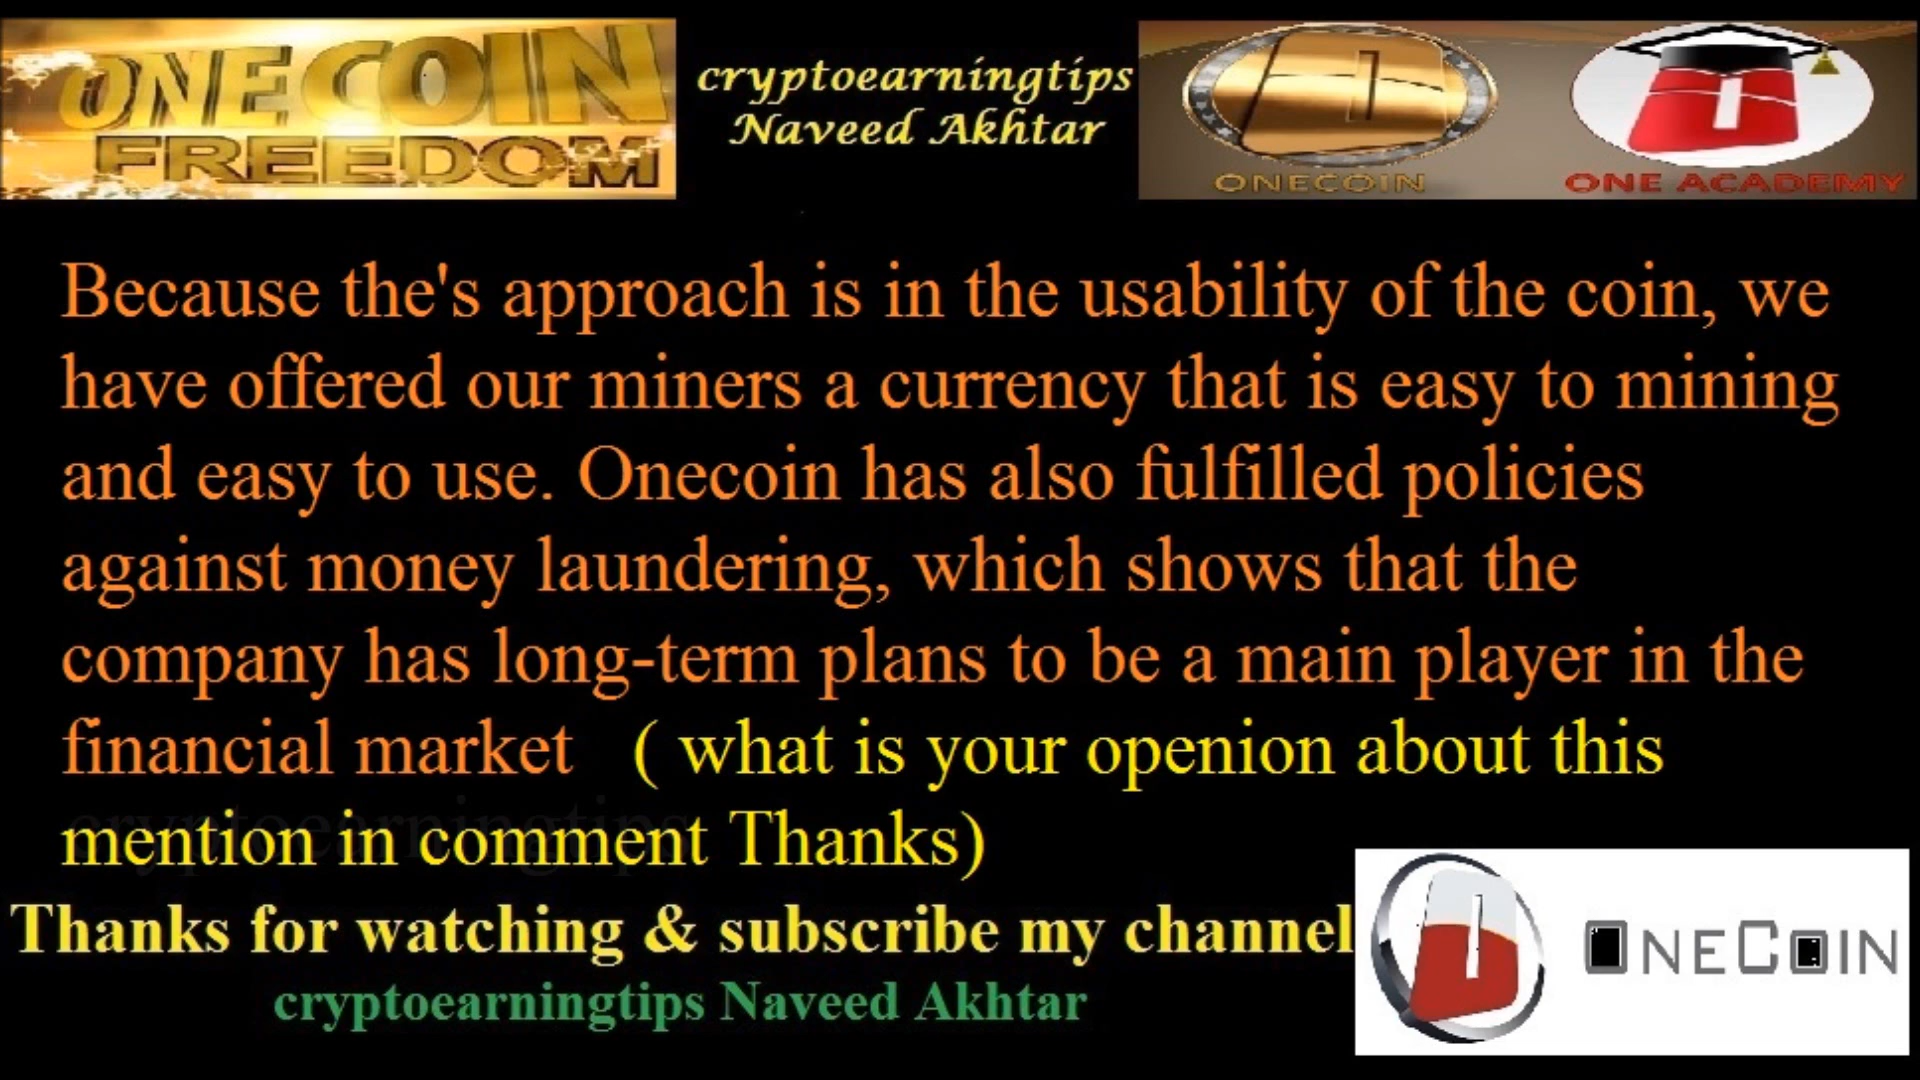 ONE COIN
FREEDOM
cryptoearningtips
Naveed Akhtar
ONECOIN
ONE ACADEMY
Because the's approach is in the usability of the coin, we
have offered our miners a currency that is easy to mining
and easy to use. Onecoin has also fulfilled policies
against money laundering, which shows that the
company has long-term plans to be a main player in the
financial market ( what is your openion about this
mention in comment Thanks)
cryptoearningtips
Thanks for watching & subscribe my channel
cryptoearningtips Naveed Akhtar
ONECOIN